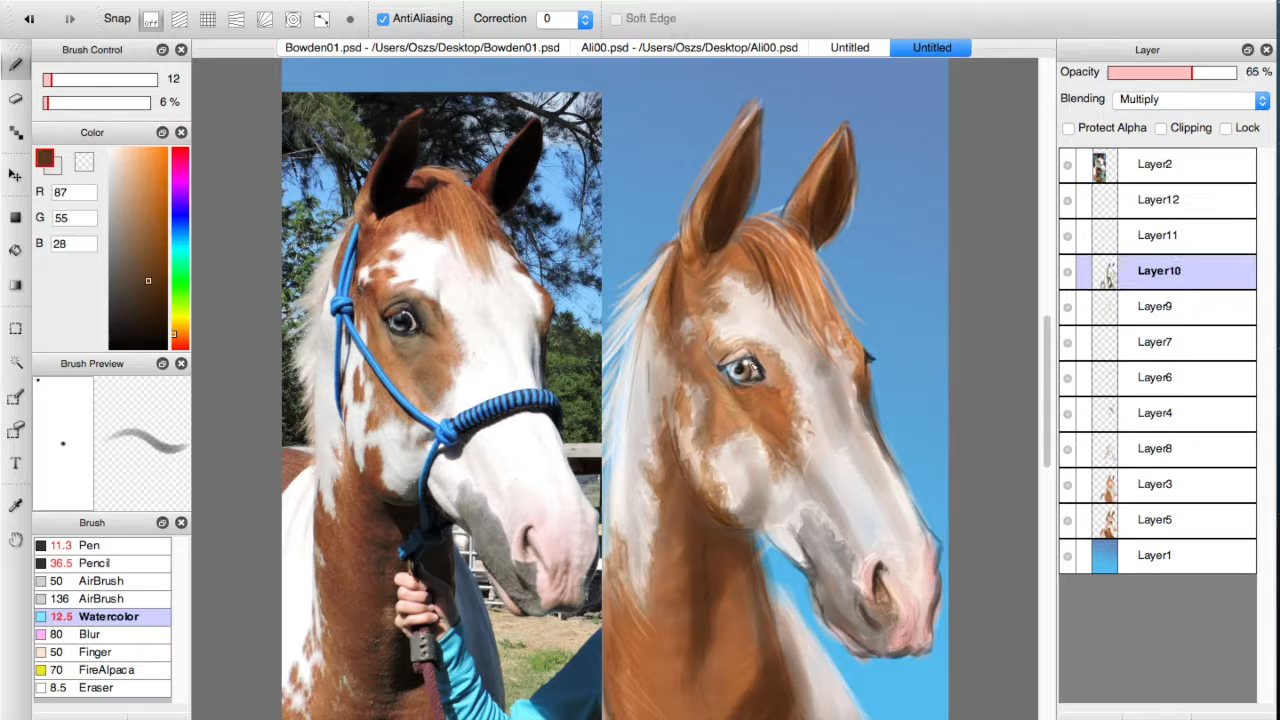 Snap
off
AntiAliasing
Correction
0
Soft Edge
Brush Control
12
6 %
Color
R
87
G
55
B
28
Brush Preview
Brush
11.3 Pen
36.5 Pencil
50 AirBrush
136 AirBrush
12.5 Watercolor
80 Blur
50 Finger
70 FireAlpaca
8.5 Eraser
T
Bowden01.psd - /Users/Oszs/Desktop/Bowden01.psd
Ali00.psd - /Users/Oszs/Desktop/Ali00.psd
Untitled
Untitled
Layer
Opacity
65 %
Blending
Multiply
Protect Alpha
Clipping
Lock
Layer2
Layer12
Layer11
Layer10
Layer9
Layer7
Layer6
Layer4
Layer8
Layer3
Layer5
Layer1